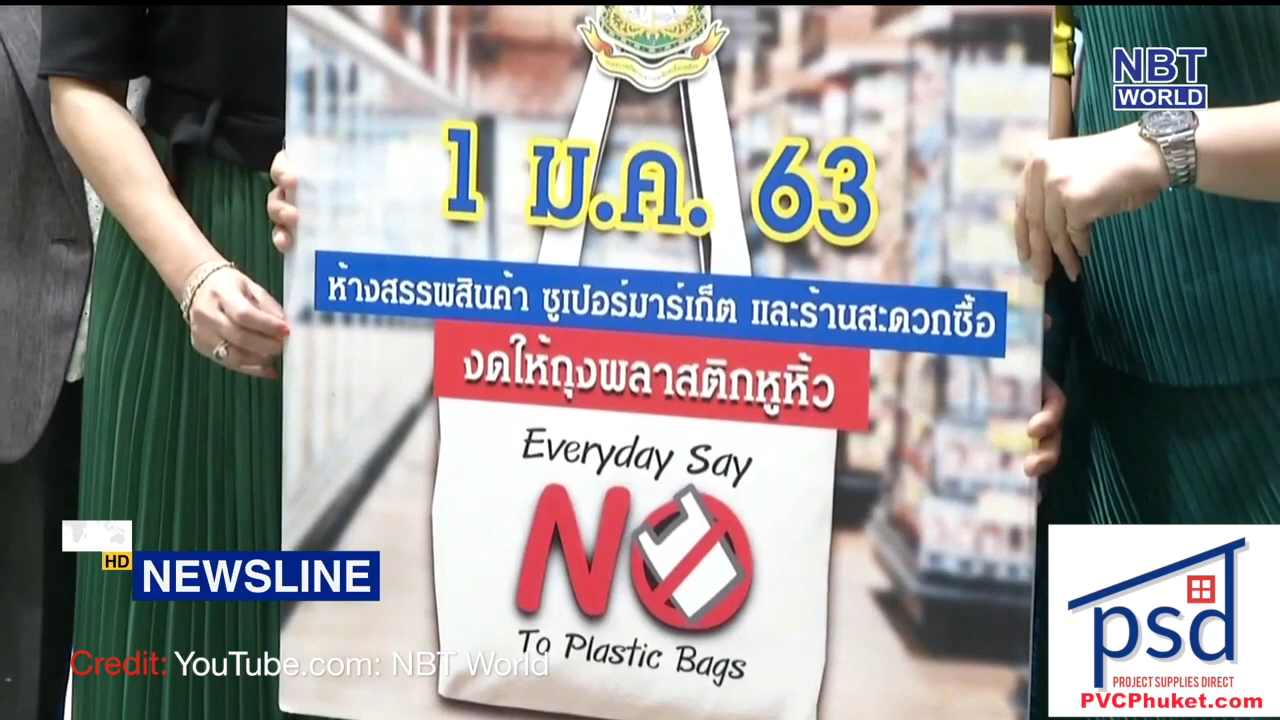 NBT
WORLD
1 ม.ค. 63
ห้างสรรพสินค้า ซูเปอร์มาร์เก็ต และร้านสะดวกซื้อ
งดให้ถุงพลาสติกหูหิ้ว
Everyday Say
NO
To Plastic Bags
HD
NEWSLINE
Credit: YouTube.com: NBT World
psd
PROJECT SUPPLIES DIRECT
PVCPhuket.com